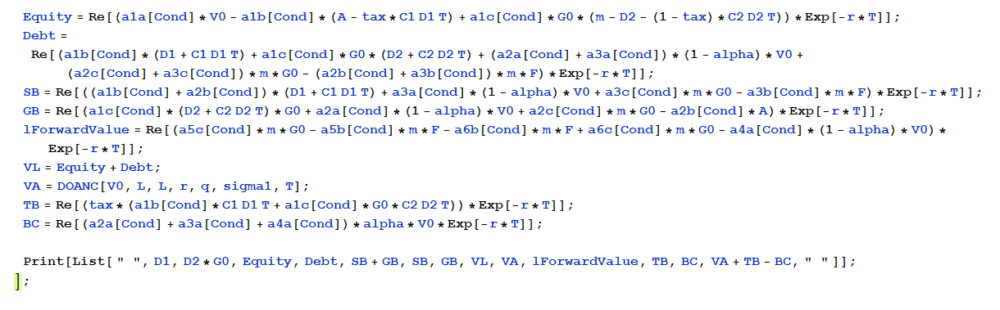 Equity = Re[(a1a[Cond] * V0 - a1b[Cond] * (A - tax * C1 D1 T) + a1c[Cond] * G0 * (m - D2 - (1 - tax) * C2 D2 T)) * Exp[-r * T]];
Debt =
Re[(a1b[Cond] * (D1 + C1 D1 T) + a1c[Cond] * G0 * (D2 + C2 D2 T) + (a2a[Cond] + a3a[Cond]) * (1 - alpha) * V0 +
(a2c[Cond] + a3c[Cond]) * m * G0 - (a2b[Cond] + a3b[Cond]) * m * F) * Exp[-r * T]];
SB = Re[((a1b[Cond] + a2b[Cond]) * (D1 + C1 D1 T) + a3a[Cond] * (1 - alpha) * V0 + a3c[Cond] * m * G0 - a3b[Cond] * m * F) * Exp[-r * T]];
GB = Re[(a1c[Cond] * (D2 + C2 D2 T) * G0 + a2a[Cond] * (1 - alpha) * V0 + a2c[Cond] * m * G0 - a2b[Cond] * A) * Exp[-r * T]];
lForwardValue = Re[(a5c[Cond] * m * G0 - a5b[Cond] * m * F - a6b[Cond] * m * F + a6c[Cond] * m * G0 - a4a[Cond] * (1 - alpha) * V0) *
Exp[-r * T]];
VL = Equity + Debt;
VA = DOANC[V0, L, L, r, q, sigma1, T];
TB = Re[(tax * (a1b[Cond] * C1 D1 T + a1c[Cond] * G0 * C2 D2 T)) * Exp[-r * T]];
BC = Re[(a2a[Cond] + a3a[Cond] + a4a[Cond]) * alpha * V0 * Exp[-r * T]];
Print[List[" ", D1, D2 * G0, Equity, Debt, SB + GB, SB, GB, VL, VA, lForwardValue, TB, BC, VA + TB - BC, " "]];
];